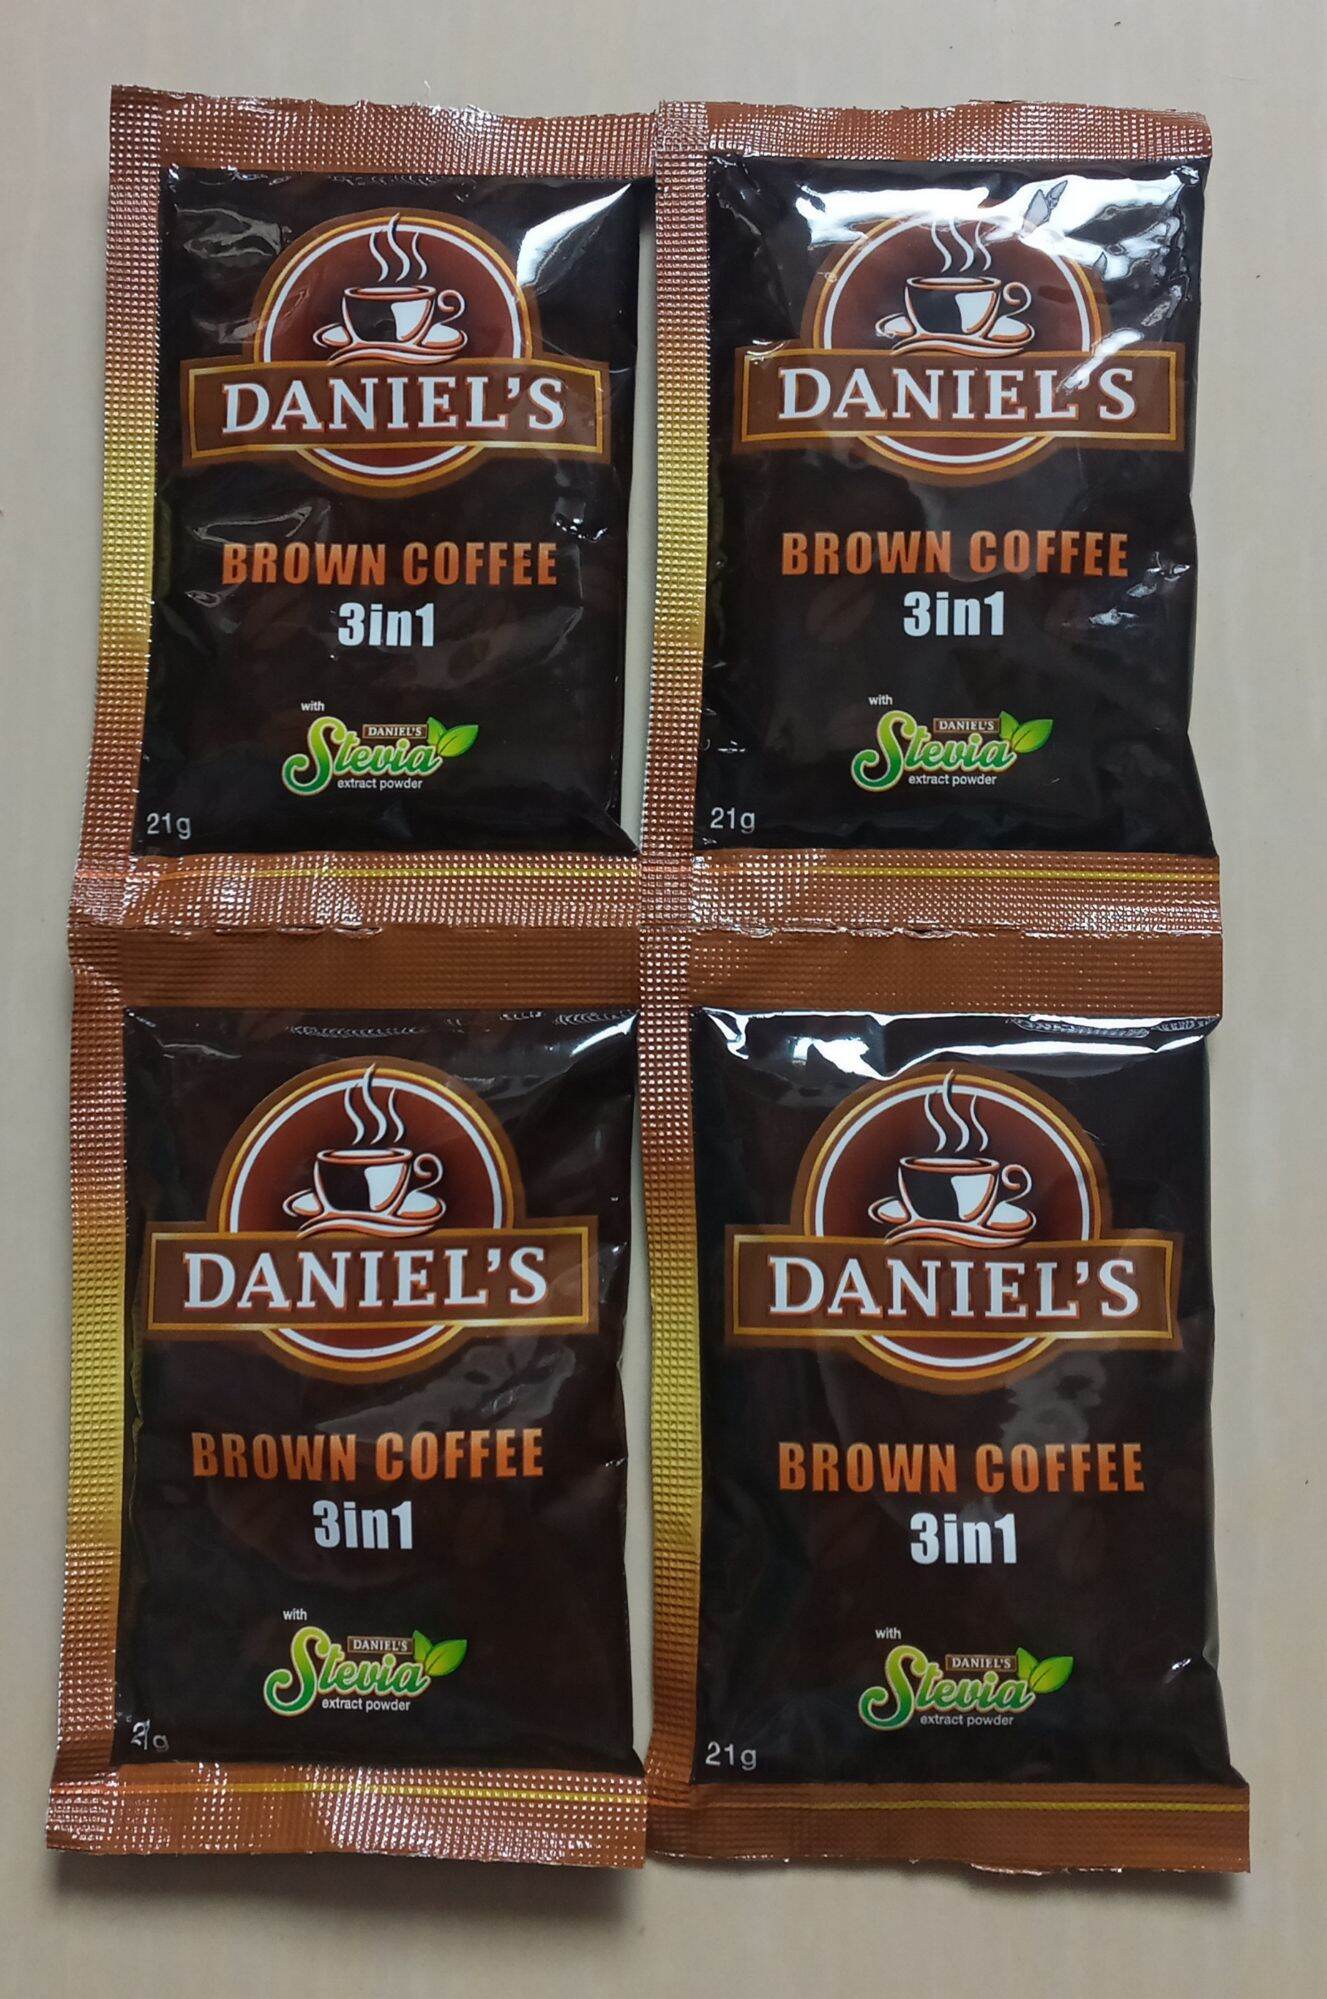 DANIEL'S
BROWN COFFEE
3in1
with
DANIEL'S
Stevia
extract powder
21g
DANIEL'S
BROWN COFFEE
3in1
with
DANIEL'S
Stevia
extract powder
21g
DANIEL'S
BROWN COFFEE
3in1
with
DANIEL'S
Stevia
extract powder
21g
DANIEL'S
BROWN COFFEE
3in1
with
DANIEL'S
Stevia
extract powder
21g